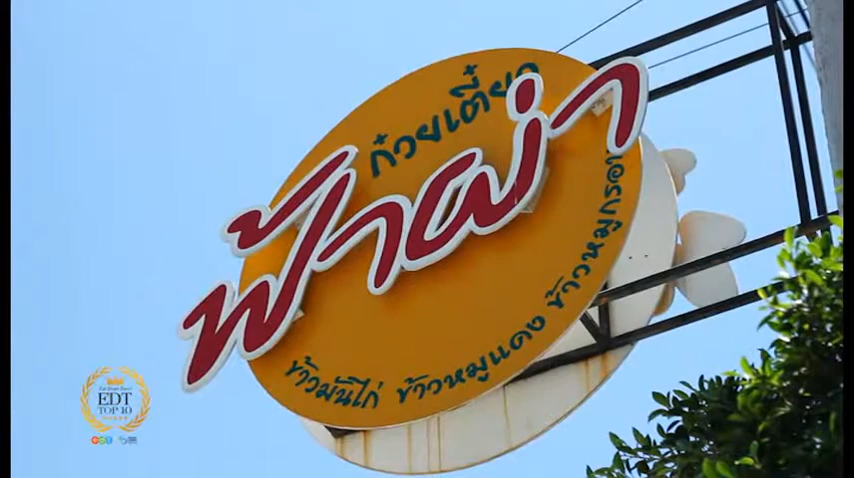 ก๋วยเตี๋ยว
ฟ้าผ่า
ข้าวมันไก่ ข้าวหมูแดง ข้าวหมูกรอบ
EDT
TOP 10